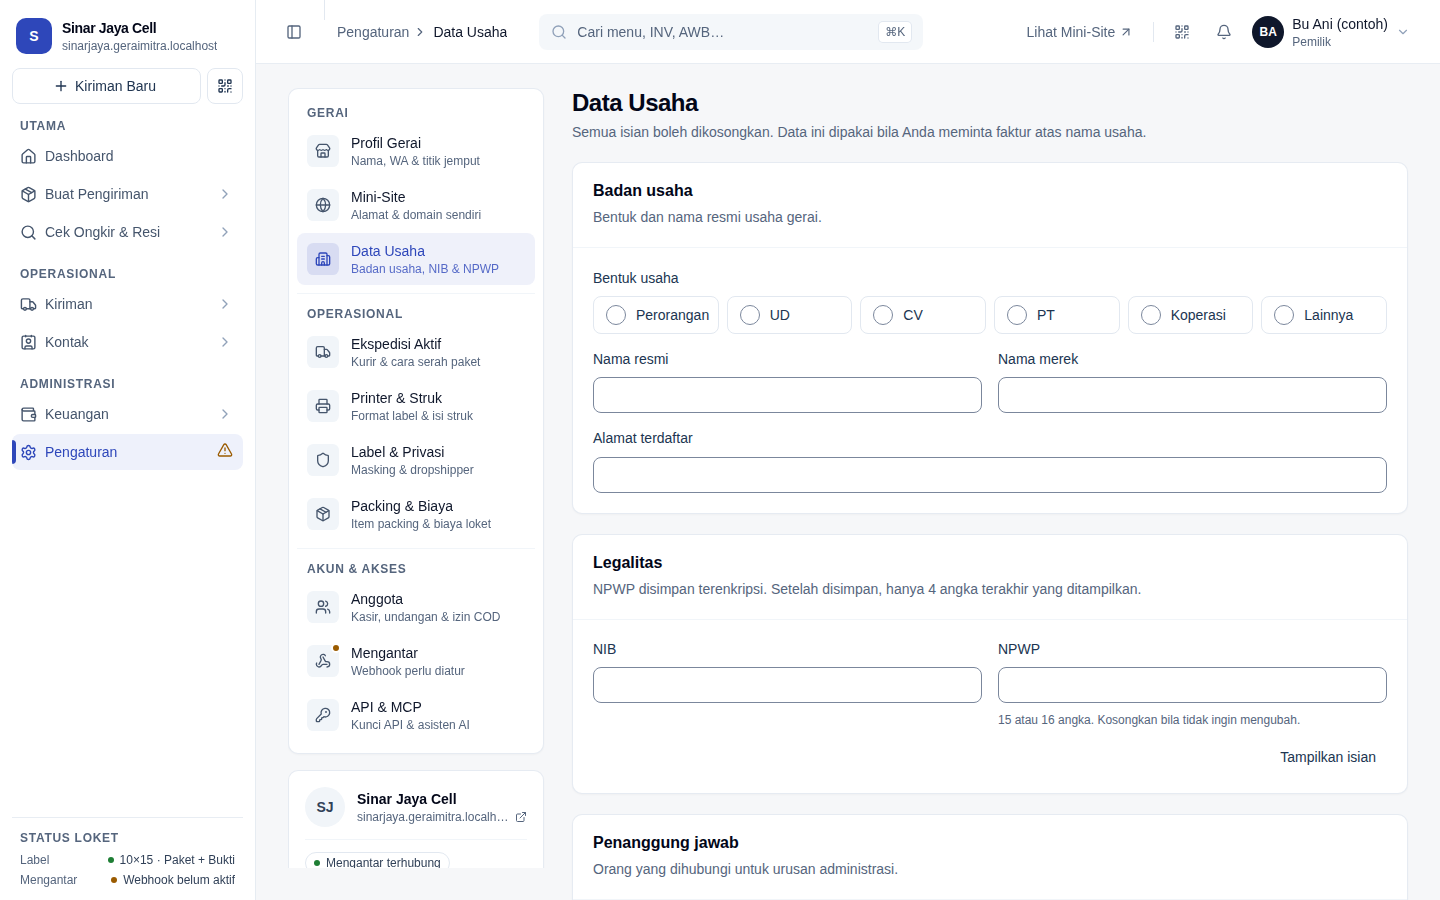 S
Sinar Jaya Cell
sinarjaya.geraimitra.localhost
Kiriman Baru
UTAMA
Dashboard
Buat Pengiriman
Cek Ongkir & Resi
OPERASIONAL
Kiriman
Kontak
ADMINISTRASI
Keuangan
Pengaturan
STATUS LOKET
Label 10×15 · Paket + Bukti
Mengantar Webhook belum aktif
Pengaturan Data Usaha
Cari menu, INV, AWB… ⌘K
Lihat Mini-Site
BA
Bu Ani (contoh)
Pemilik
GERAI
Profil Gerai
Nama, WA & titik jemput
Mini-Site
Alamat & domain sendiri
Data Usaha
Badan usaha, NIB & NPWP
OPERASIONAL
Ekspedisi Aktif
Kurir & cara serah paket
Printer & Struk
Format label & isi struk
Label & Privasi
Masking & dropshipper
Packing & Biaya
Item packing & biaya loket
AKUN & AKSES
Anggota
Kasir, undangan & izin COD
Mengantar
Webhook perlu diatur
API & MCP
Kunci API & asisten AI
SJ
Sinar Jaya Cell
sinarjaya.geraimitra.localh…
Mengantar terhubung
Data Usaha
Semua isian boleh dikosongkan. Data ini dipakai bila Anda meminta faktur atas nama usaha.
Badan usaha
Bentuk dan nama resmi usaha gerai.
Bentuk usaha
Perorangan UD CV PT Koperasi Lainnya
Nama resmi Nama merek
Alamat terdaftar
Legalitas
NPWP disimpan terenkripsi. Setelah disimpan, hanya 4 angka terakhir yang ditampilkan.
NIB NPWP
15 atau 16 angka. Kosongkan bila tidak ingin mengubah.
Tampilkan isian
Penanggung jawab
Orang yang dihubungi untuk urusan administrasi.